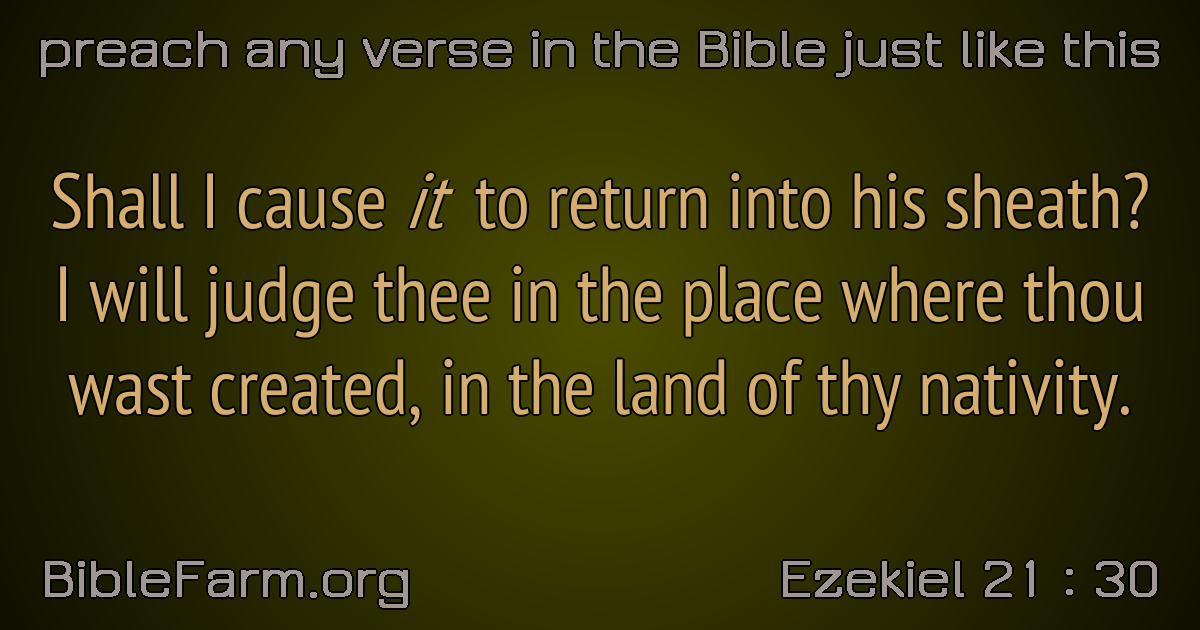 preach any verse in the Bible just like this
Shall I cause it to return into his sheath?
I will judge thee in the place where thou
wast created, in the land of thy nativity.
BibleFarm.org
Ezekiel 21 : 30